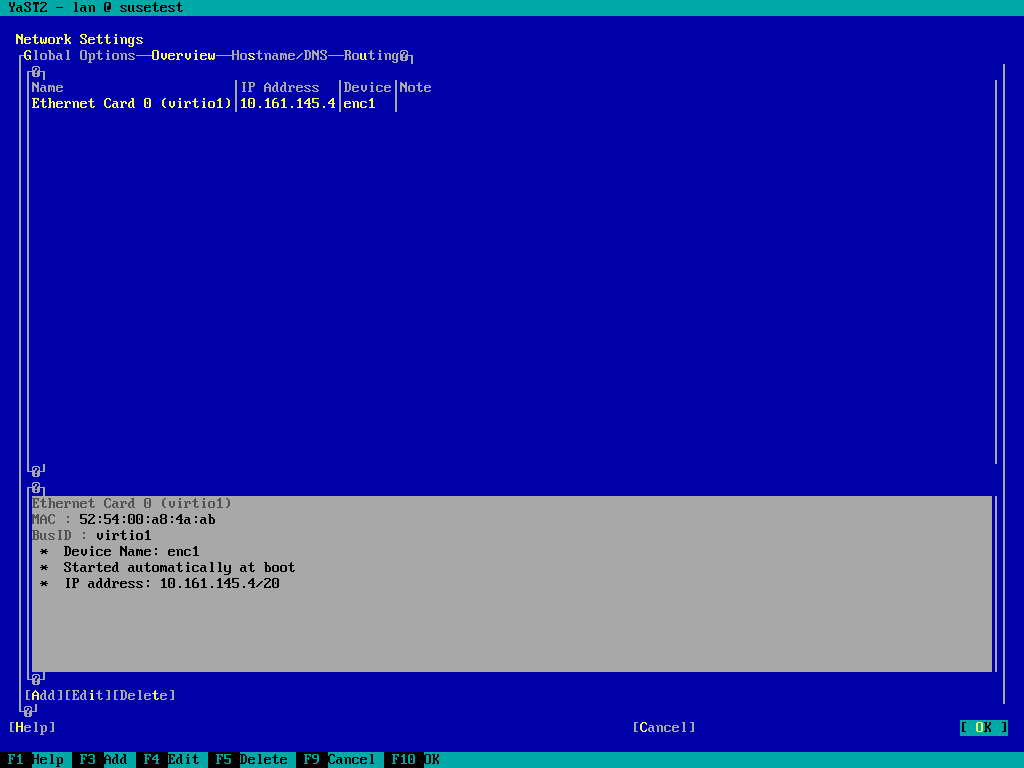 YaST2 - lan @ susetest
Network Settings
Global Options──Overview──Hostname/DNS──Routing
Name |IP Address |Device|Note
Ethernet Card 0 (virtio1)|10.161.145.4|enc1 |
Ethernet Card 0 (virtio1)
MAC : 52:54:00:a8:4a:ab
BusID : virtio1
* Device Name: enc1
* Started automatically at boot
* IP address: 10.161.145.4/20
[Add][Edit][Delete]
[Help] [Cancel] [ OK ]
F1 Help F3 Add F4 Edit F5 Delete F9 Cancel F10 OK